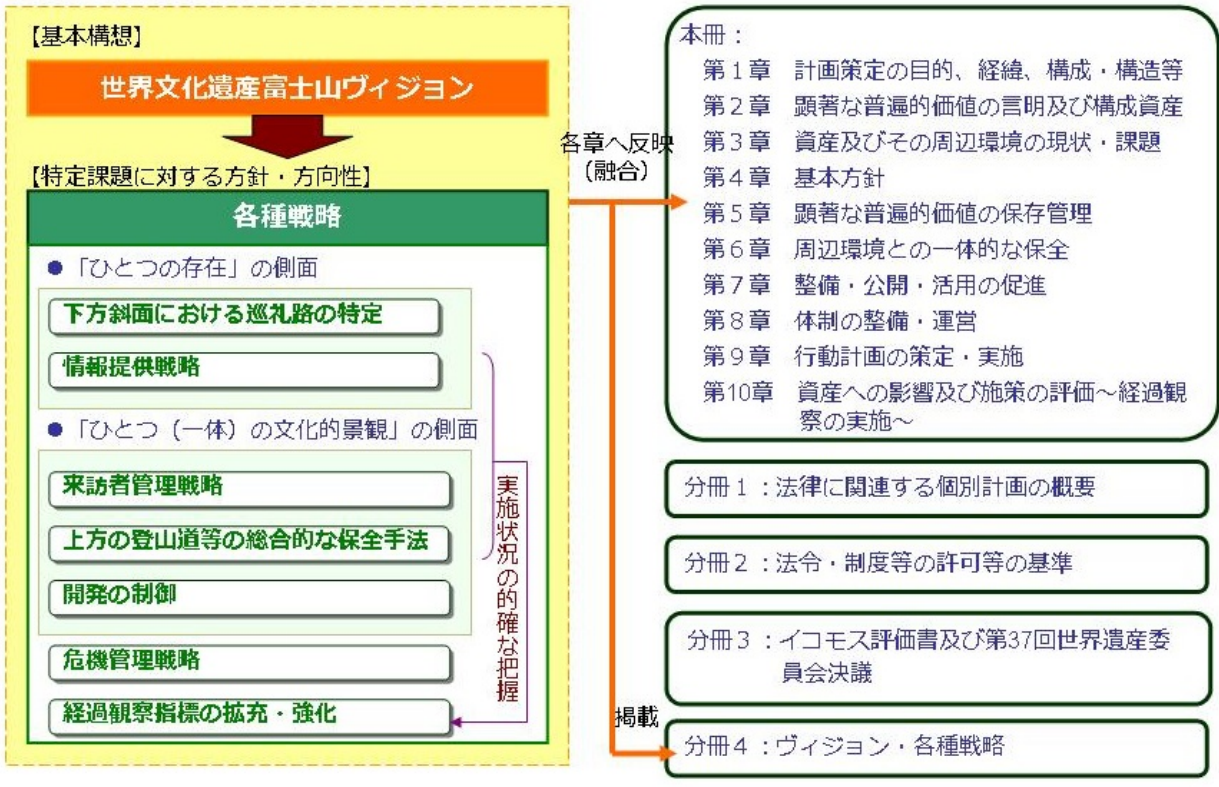 【基本構想】
世界文化遺産富士山ヴィジョン
【特定課題に対する方針・方向性】
各種戦略
●「ひとつの存在」の側面
下方斜面における巡礼路の特定
情報提供戦略
●「ひとつ（一体）の文化的景観」の側面
来訪者管理戦略
上方の登山道等の総合的な保全手法
開発の制御
危機管理戦略
経過観察指標の拡充・強化
実施状況の的確な把握
各章へ反映
（融合）
掲載
本冊：
第１章　計画策定の目的、経緯、構成・構造等
第２章　顕著な普遍的価値の言明及び構成資産
第３章　資産及びその周辺環境の現状・課題
第４章　基本方針
第５章　顕著な普遍的価値の保存管理
第６章　周辺環境との一体的な保全
第７章　整備・公開・活用の促進
第８章　体制の整備・運営
第９章　行動計画の策定・実施
第10章　資産への影響及び施策の評価～経過観
察の実施～
分冊１：法律に関連する個別計画の概要
分冊２：法令・制度等の許可等の基準
分冊３：イコモス評価書及び第37回世界遺産委
員会決議
分冊４：ヴィジョン・各種戦略